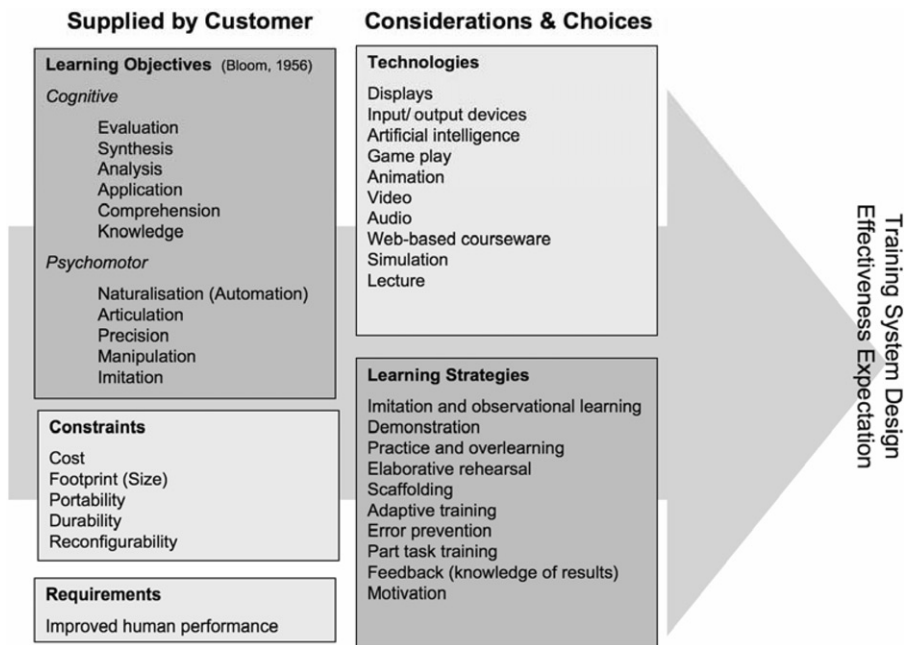 Supplied by Customer
Learning Objectives (Bloom, 1956)
Cognitive
Evaluation
Synthesis
Analysis
Application
Comprehension
Knowledge
Psychomotor
Naturalisation (Automation)
Articulation
Precision
Manipulation
Imitation
Constraints
Cost
Footprint (Size)
Portability
Durability
Reconfigurability
Requirements
Improved human performance
Considerations & Choices
Technologies
Displays
Input/ output devices
Artificial intelligence
Game play
Animation
Video
Audio
Web-based courseware
Simulation
Lecture
Learning Strategies
Imitation and observational learning
Demonstration
Practice and overlearning
Elaborative rehearsal
Scaffolding
Adaptive training
Error prevention
Part task training
Feedback (knowledge of results)
Motivation
Training System Design
Effectiveness Expectation